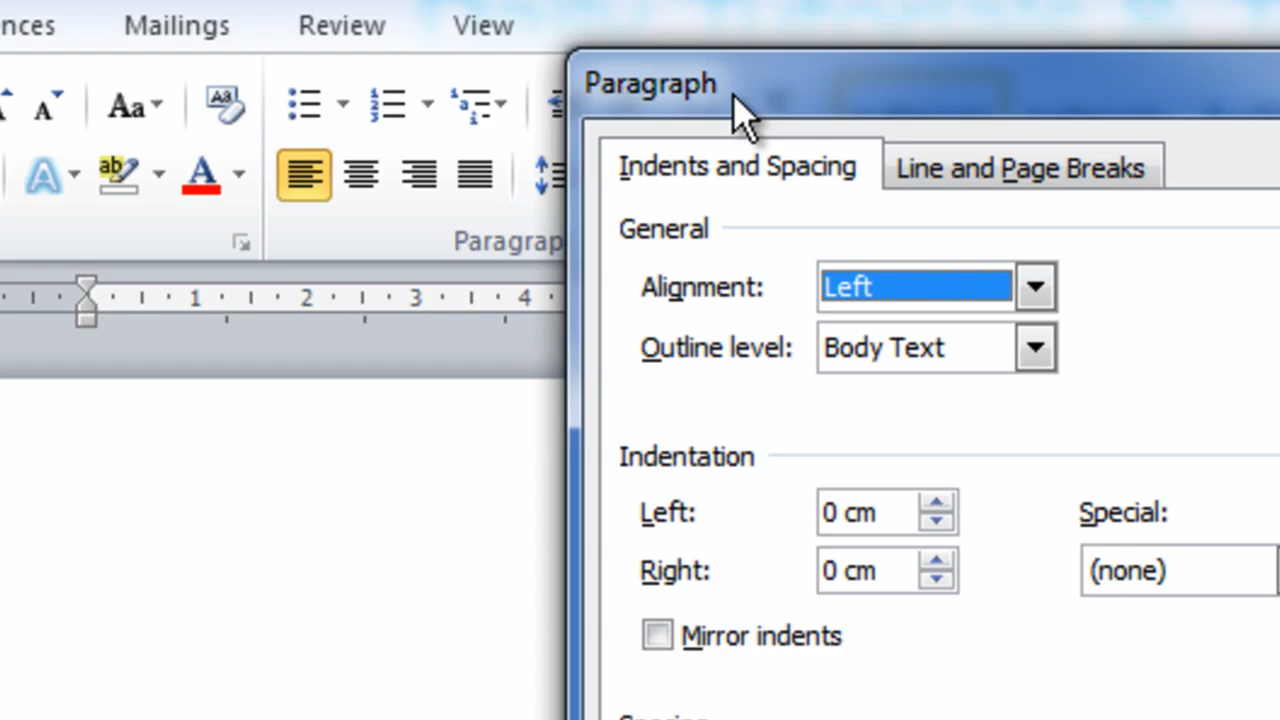 nces Mailings Review View
Paragraph
Indents and Spacing Line and Page Breaks
General
Paragrap
Alignment: Left
1 2 3 4
Outline level: Body Text
Indentation
Left: 0 cm Special:
Right: 0 cm (none)
Mirror indents